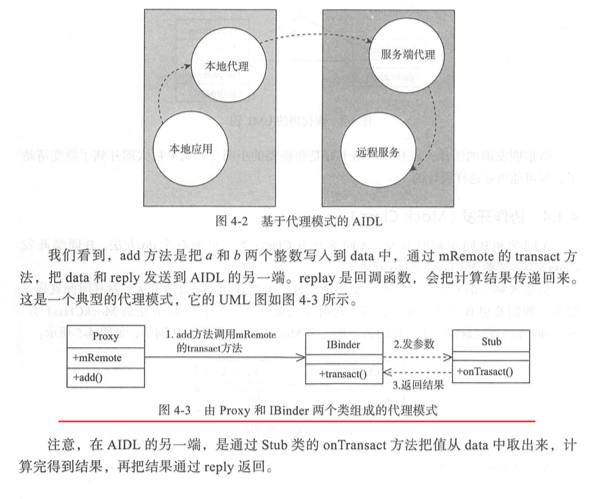 本地代理
服务端代理
本地应用
远程服务
图 4-2 基于代理模式的 AIDL
我们看到，add 方法是把 a 和 b 两个整数写入到 data 中，通过 mRemote 的 transact 方
法，把 data 和 reply 发送到 AIDL 的另一端。replay 是回调函数，会把计算结果传递回来。
这是一个典型的代理模式，它的 UML 图如图 4-3 所示。
Proxy
+mRemote
+add()
1. add方法调用mRemote
的transact方法
IBinder
+transact()
2.发参数
3.返回结果
Stub
+onTrasact()
图 4-3 由 Proxy 和 IBinder 两个类组成的代理模式
注意，在 AIDL 的另一端，是通过 Stub 类的 onTransact 方法把值从 data 中取出来，计
算完得到结果，再把结果通过 reply 返回。